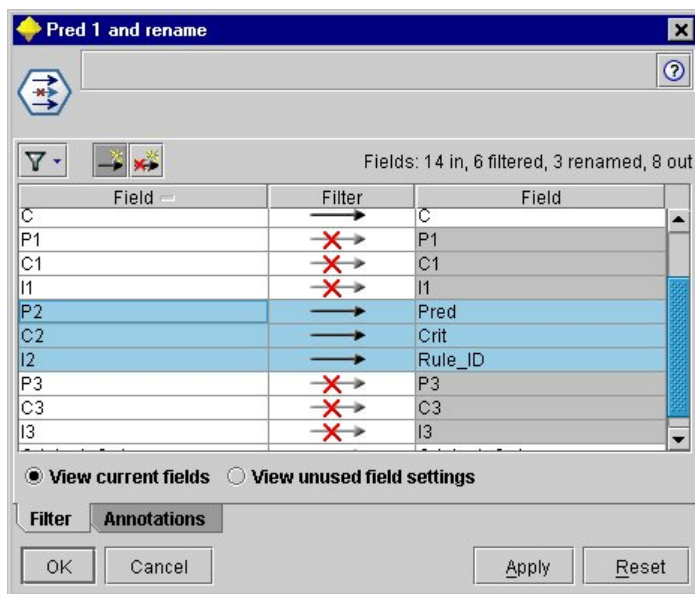 Pred 1 and rename
Fields: 14 in, 6 filtered, 3 renamed, 8 out
Field Filter Field
C C
P1 P1
C1 C1
I1 I1
P2 Pred
C2 Crit
I2 Rule_ID
P3 P3
C3 C3
I3 I3
View current fields View unused field settings
Filter Annotations
OK Cancel Apply Reset